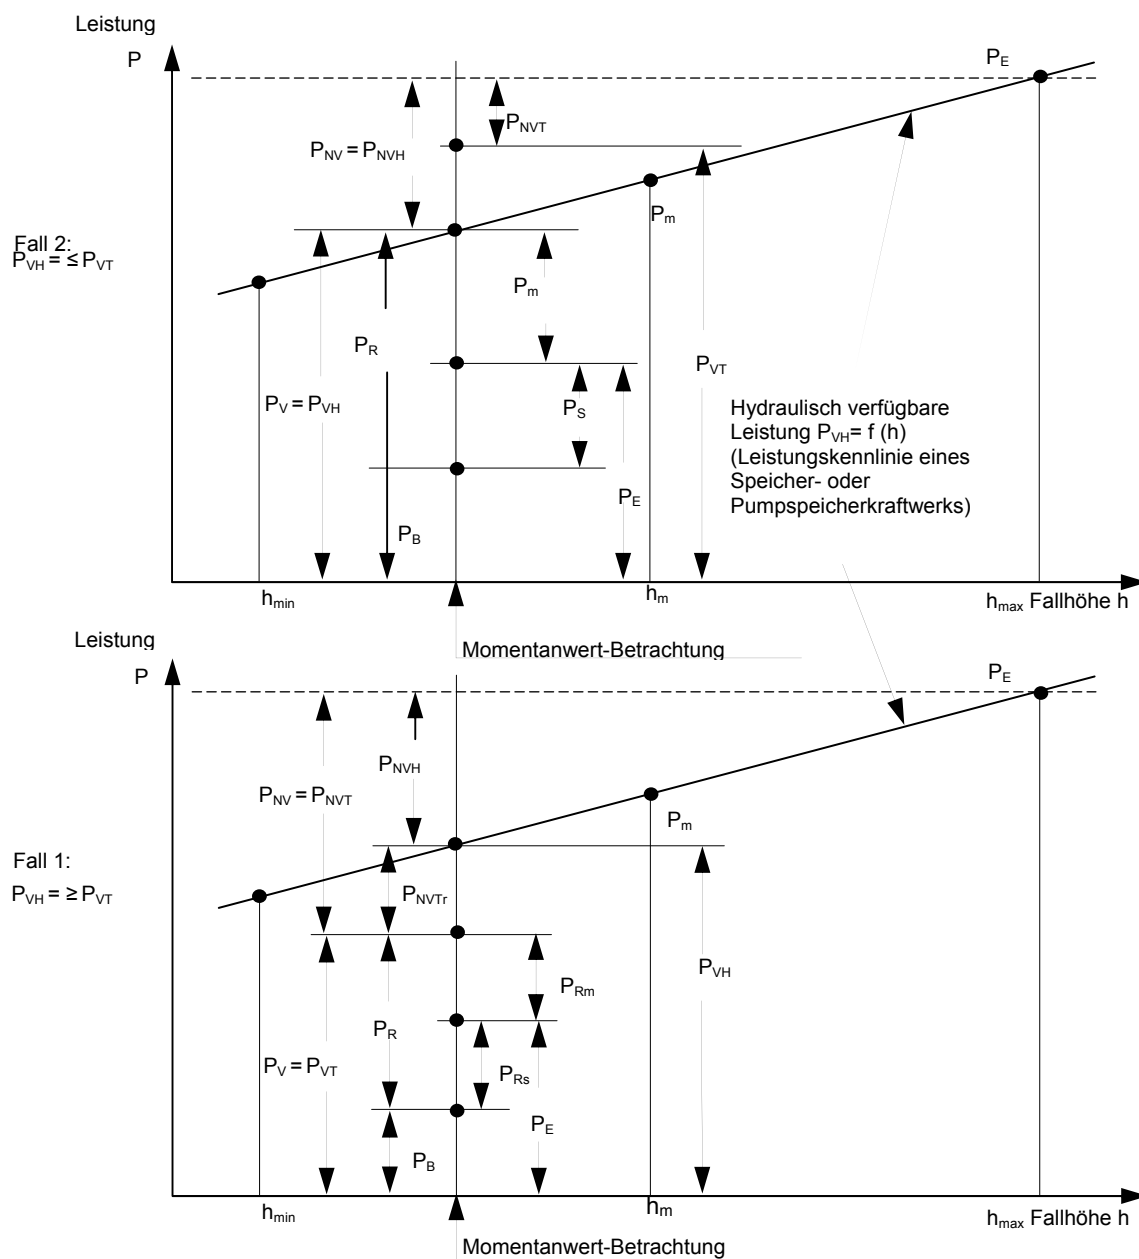 Leistung
P
P_E
P_NVT
P_NV = P_NVH
P_m
Fall 2:
P_VH = ≤ P_VT
P_m
P_R
P_VT
P_V = P_VH
P_S
Hydraulisch verfügbare
Leistung P_VH = f (h)
(Leistungskennlinie eines
Speicher- oder
Pumpspeicherkraftwerks)
P_E
P_B
h_min
h_m
h_max Fallhöhe h
Momentanwert-Betrachtung
Leistung
P
P_E
P_NVH
P_NV = P_NVT
P_m
Fall 1:
P_VH = ≥ P_VT
P_NVTr
P_VH
P_Rm
P_R
P_V = P_VT
P_Rs
P_E
P_B
h_min
h_m
h_max Fallhöhe h
Momentanwert-Betrachtung